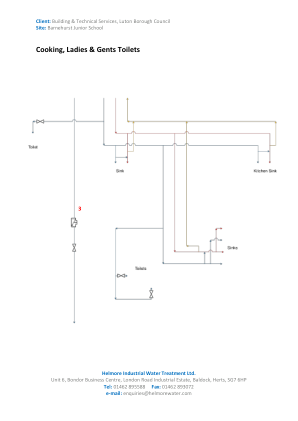 Client: Building & Technical Services, Luton Borough Council
Site: Barnehurst Junior School
Cooking, Ladies & Gents Toilets
Toilet
Sink
Kitchen Sink
3
Sinks
Toilets
Helmore Industrial Water Treatment Ltd.
Unit 6, Bondor Business Centre, London Road Industrial Estate, Baldock, Herts, SG7 6HP
Tel: 01462 895588 Fax: 01462 893872
e-mail: enquiries@helmorewater.com